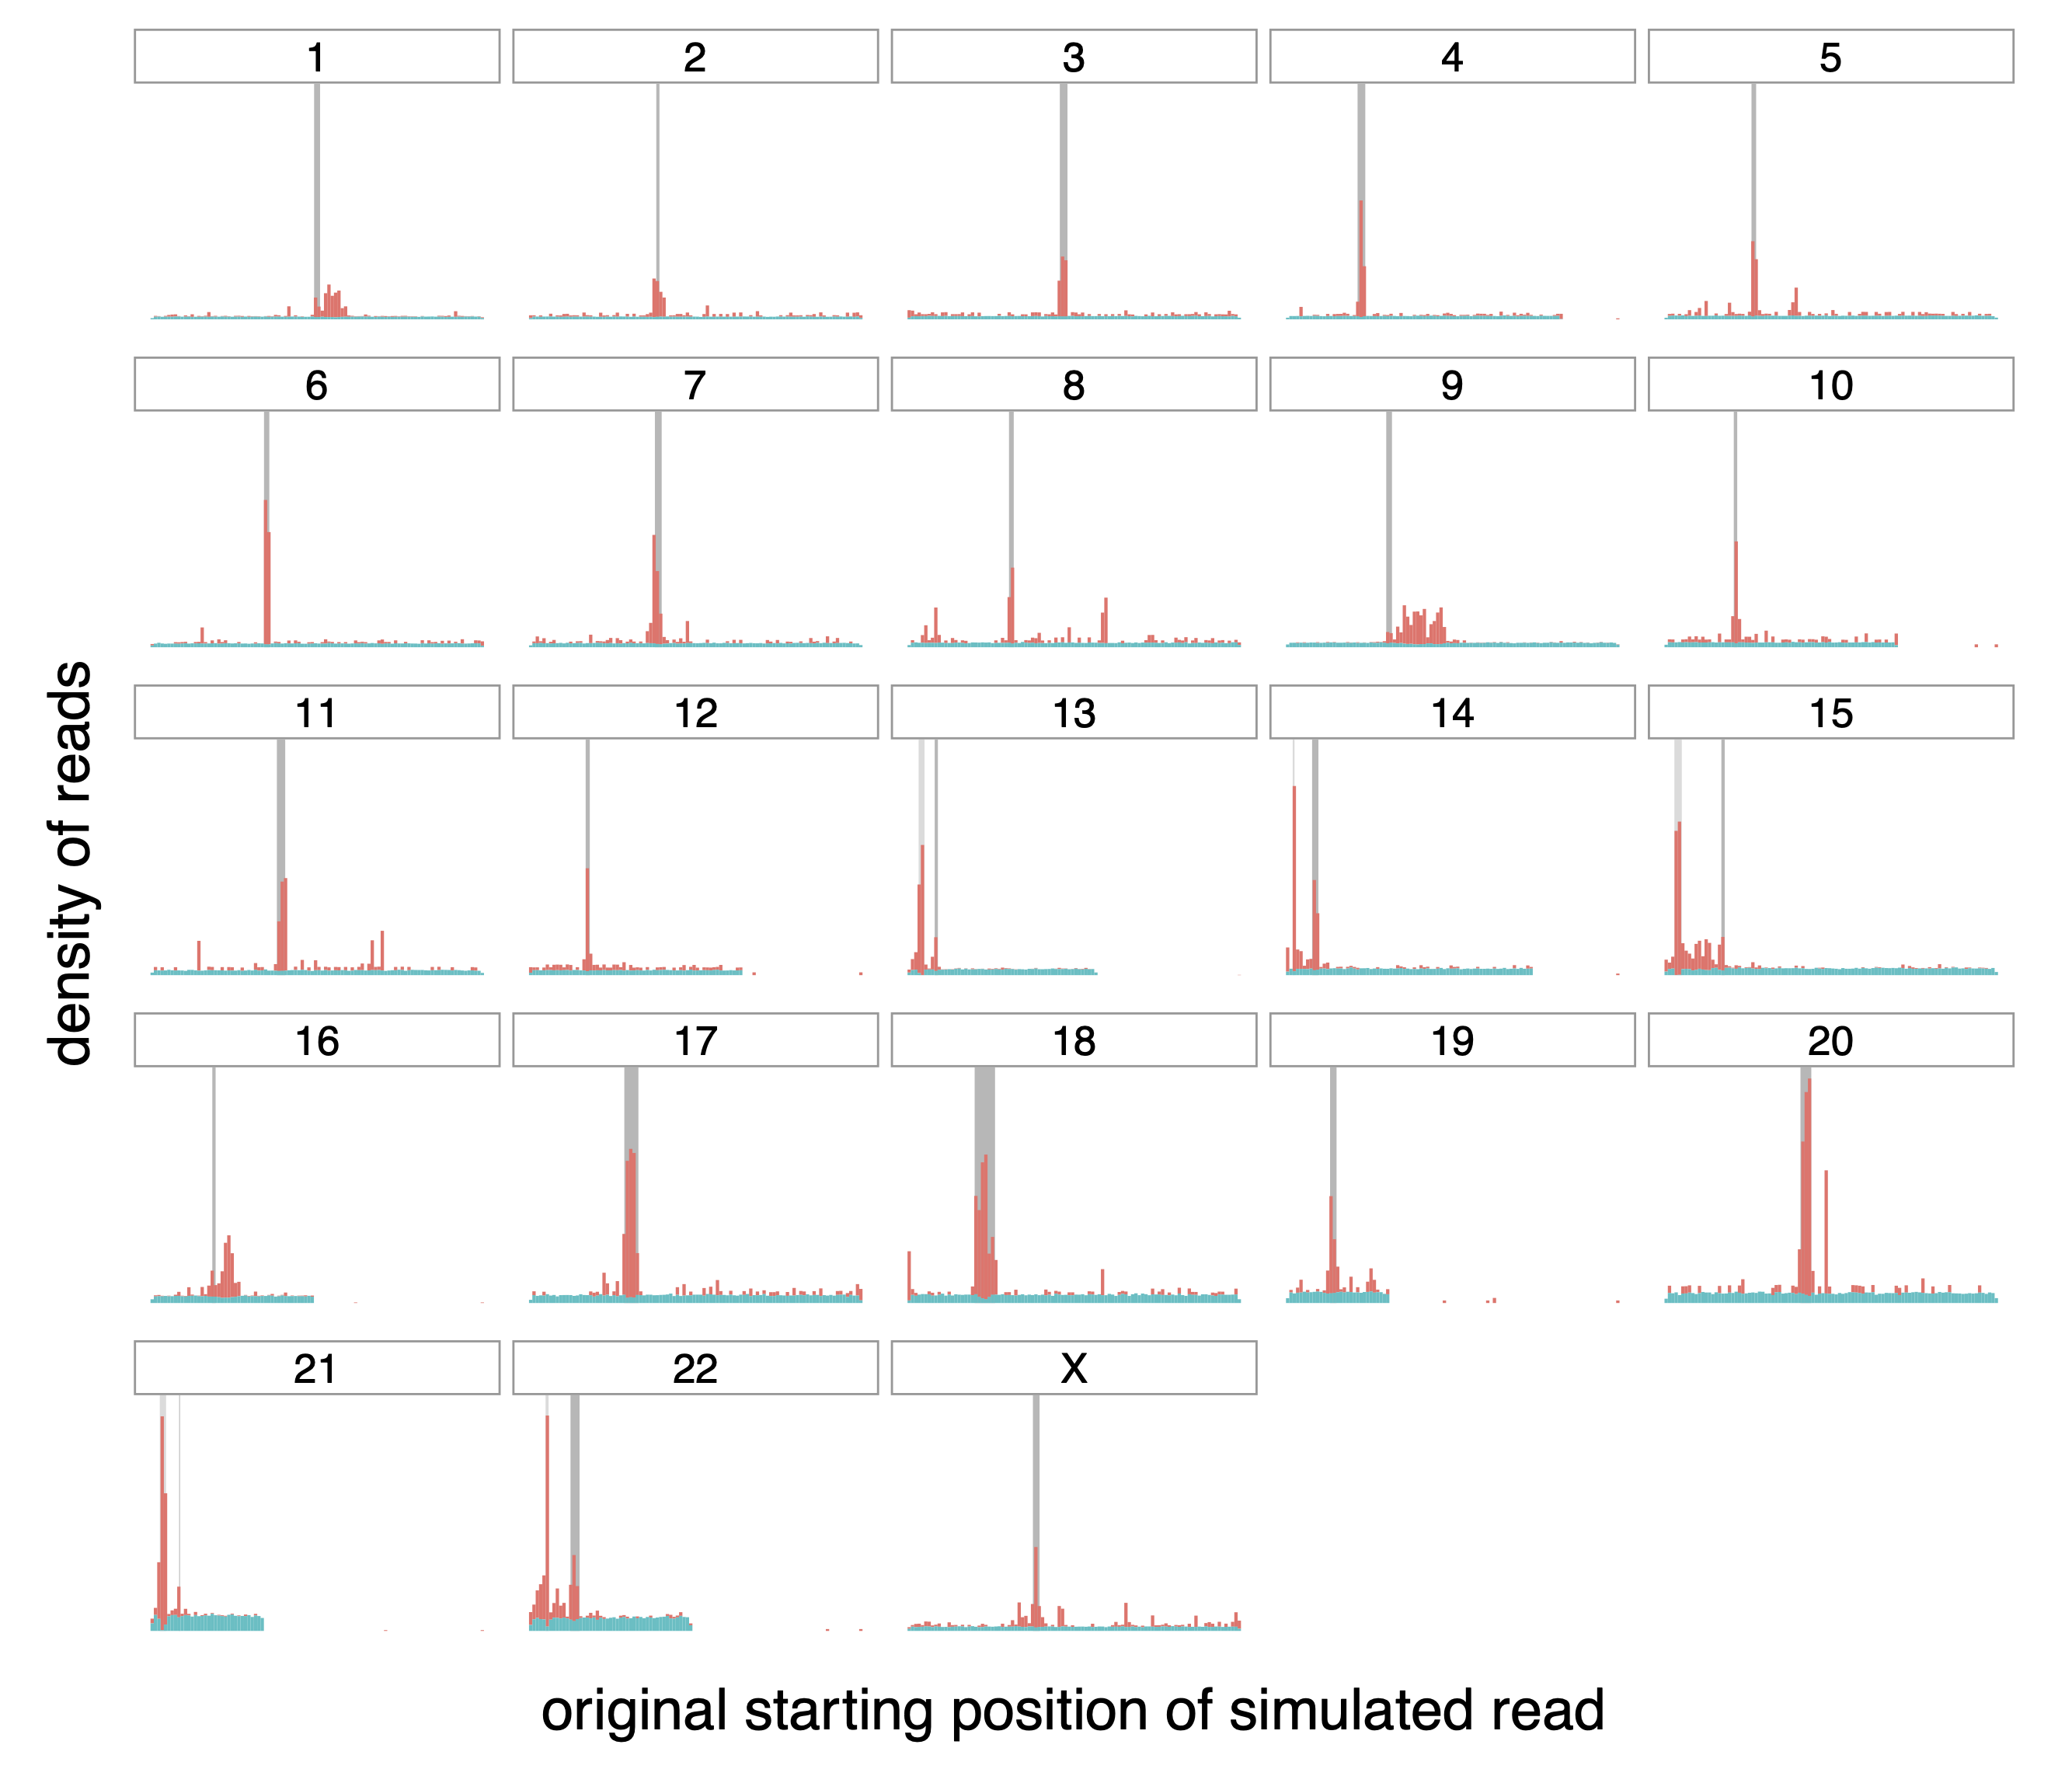 1 2 3 4 5
6 7 8 9 10
11 12 13 14 15
16 17 18 19 20
21 22 X
density of reads
original starting position of simulated read